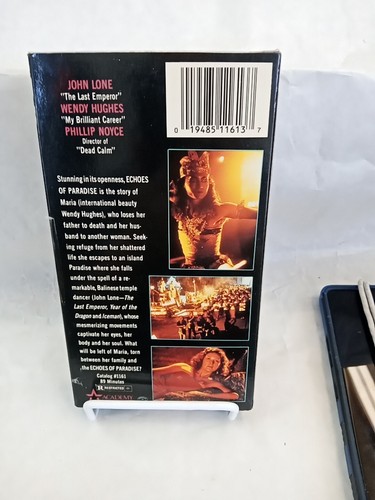 JOHN LONE
"The Last Emperor"
WENDY HUGHES
"My Brilliant Career"
PHILLIP NOYCE
Director of
"Dead Calm"
0 19485 11613 7
Stunning in its openness, ECHOES
OF PARADISE is the story of
Maria (international beauty
Wendy Hughes), who loses her
father to death and her hus-
band to another woman. Seek-
ing refuge from her shattered
life she escapes to an island
Paradise where she falls
under the spell of a re-
markable, Balinese temple
dancer (John Lone—The
Last Emperor, Year of the
Dragon and Iceman), whose
mesmerizing movements
captivate her eyes, her
body and her soul. What
will be left of Maria, torn
between her family and
the ECHOES OF PARADISE?
Catalog #1161
89 Minutes
R RESTRICTED
ACADEMY